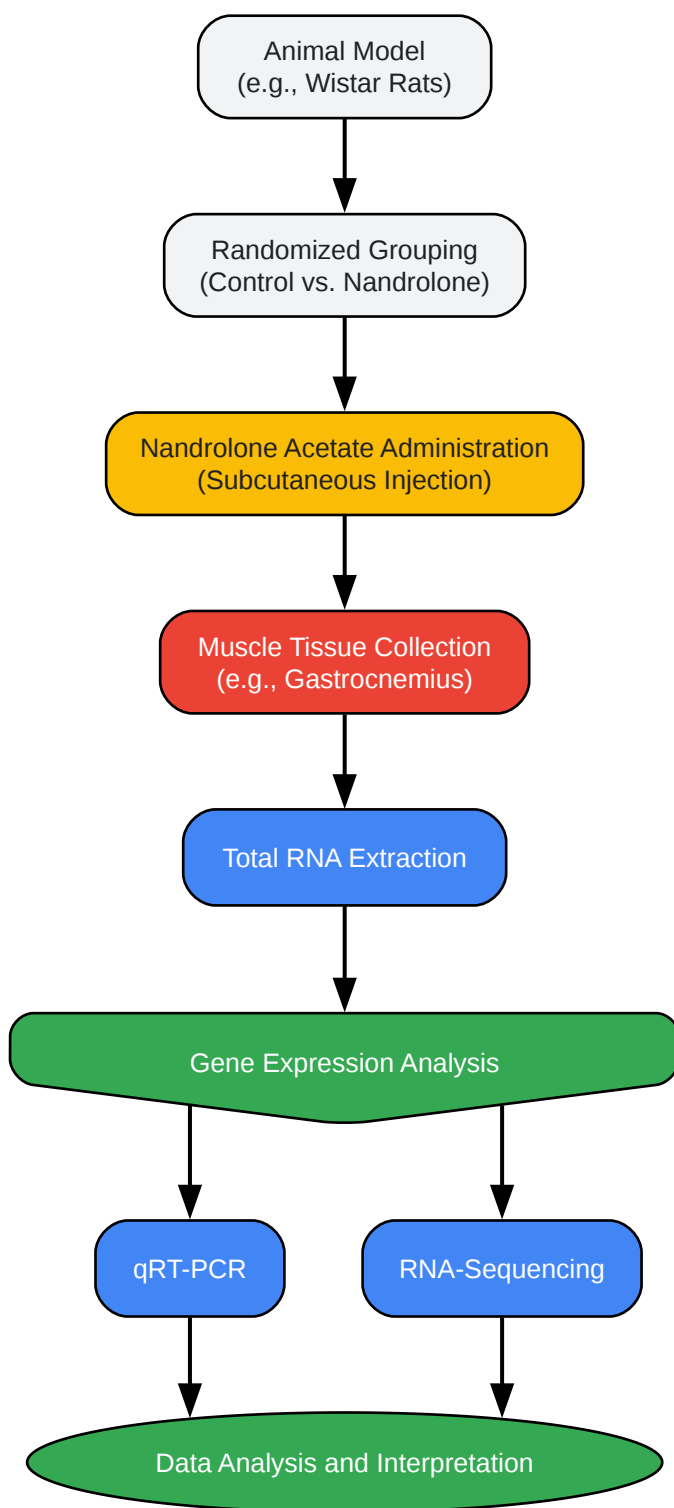 Animal Model
(e.g., Wistar Rats)
Randomized Grouping
(Control vs. Nandrolone)
Nandrolone Acetate Administration
(Subcutaneous Injection)
Muscle Tissue Collection
(e.g., Gastrocnemius)
Total RNA Extraction
Gene Expression Analysis
qRT-PCR
RNA-Sequencing
Data Analysis and Interpretation